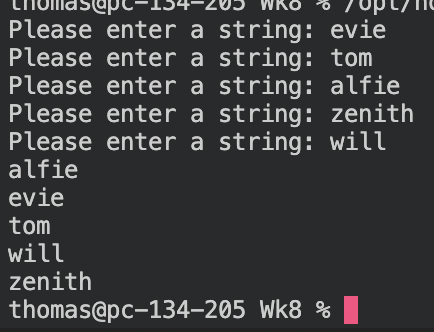 thomas@pc-134-205 Wk8 % /opt/ho
Please enter a string: evie
Please enter a string: tom
Please enter a string: alfie
Please enter a string: zenith
Please enter a string: will
alfie
evie
tom
will
zenith
thomas@pc-134-205 Wk8 %